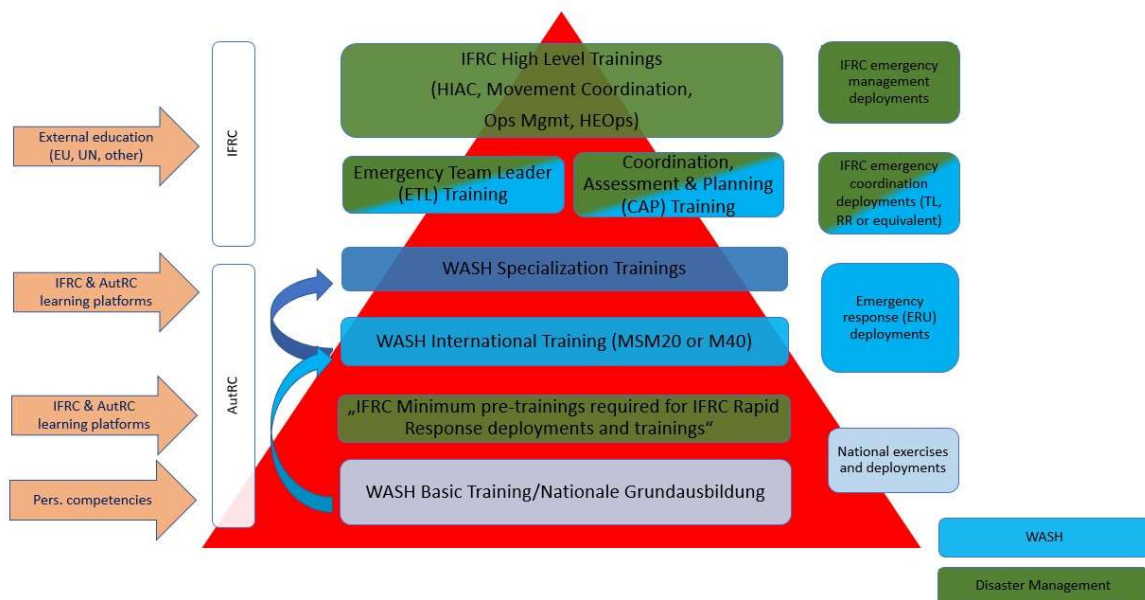 IFRC High Level Trainings
(HIAC, Movement Coordination,
Ops Mgmt, HEOps)
IFRC emergency
management
deployments
External education
(EU, UN, other)
IFRC
Emergency Team Leader
(ETL) Training
Coordination,
Assessment & Planning
(CAP) Training
IFRC emergency
coordination
deployments (TL,
RR or equivalent)
IFRC & AutRC
learning platforms
WASH Specialization Trainings
Emergency
response (ERU)
deployments
WASH International Training (MSM20 or M40)
AutRC
IFRC & AutRC
learning platforms
„IFRC Minimum pre-trainings required for IFRC Rapid
Response deployments and trainings“
National exercises
and deployments
Pers. competencies
WASH Basic Training/Nationale Grundausbildung
WASH
Disaster Management